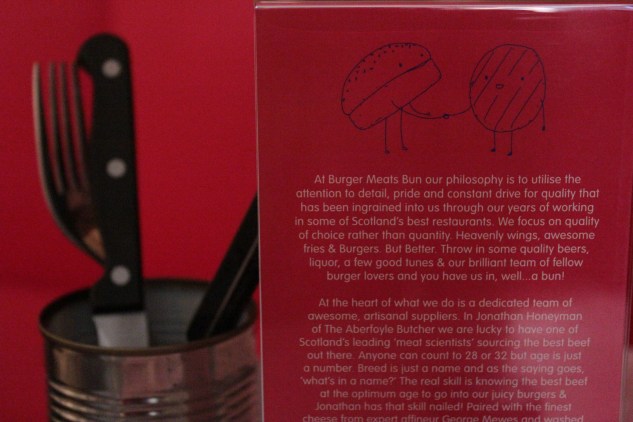 At Burger Meats Bun our philosophy is to utilise the
attention to detail, pride and constant drive for quality that
has been ingrained into us through our years of working
in some of Scotland's best restaurants. We focus on quality
of choice rather than quantity. Heavenly wings, awesome
fries & Burgers. But Better. Throw in some quality beers,
liquor, a few good tunes & our brilliant team of fellow
burger lovers and you have us in, well...a bun!
At the heart of what we do is a dedicated team of
awesome, artisanal suppliers. In Jonathan Honeyman
of The Aberfoyle Butcher we are lucky to have one of
Scotland's leading 'meat scientists' sourcing the best beef
out there. Anyone can count to 28 or 32 but age is just
a number. Breed is just a name and as the saying goes,
'what's in a name?' The real skill is knowing the best beef
at the optimum age to go into our juicy burgers &
Jonathan has that skill nailed! Paired with the finest
cheese from expert affineur George Mewes and washed